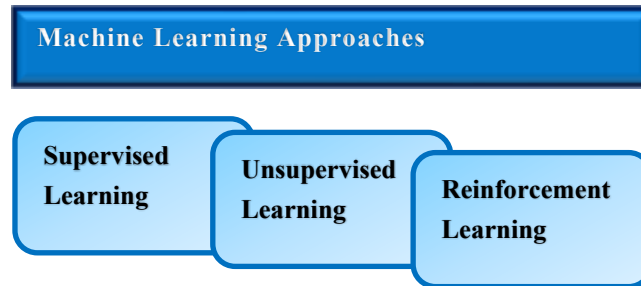 Machine Learning Approaches
Supervised
Learning
Unsupervised
Learning
Reinforcement
Learning